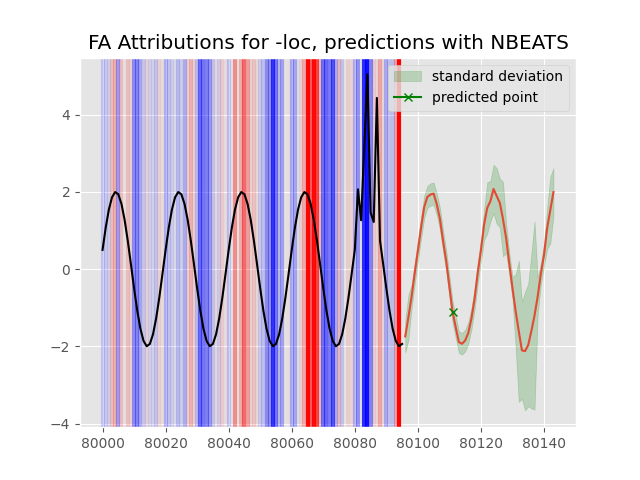 FA Attributions for -loc, predictions with NBEATS
standard deviation
predicted point
4
2
0
−2
−4
80000 80020 80040 80060 80080 80100 80120 80140